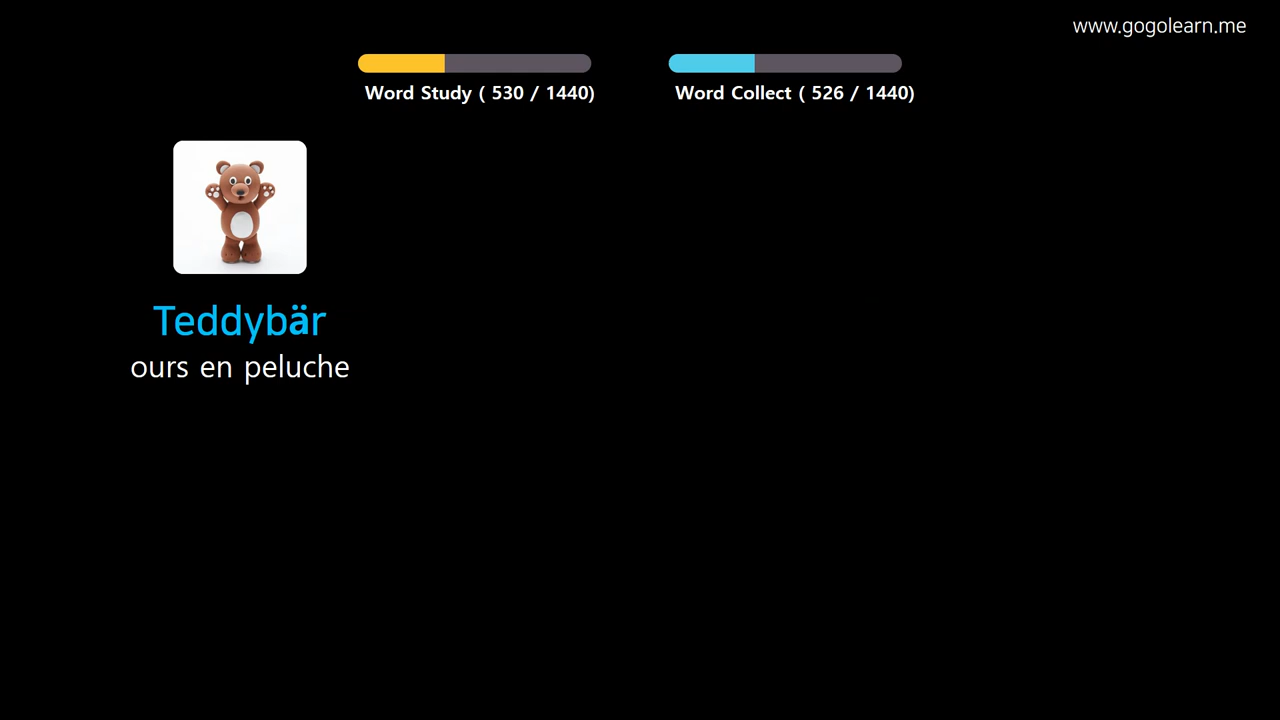 www.gogolearn.me
Word Study ( 530 / 1440)
Word Collect ( 526 / 1440)
Teddybär
ours en peluche